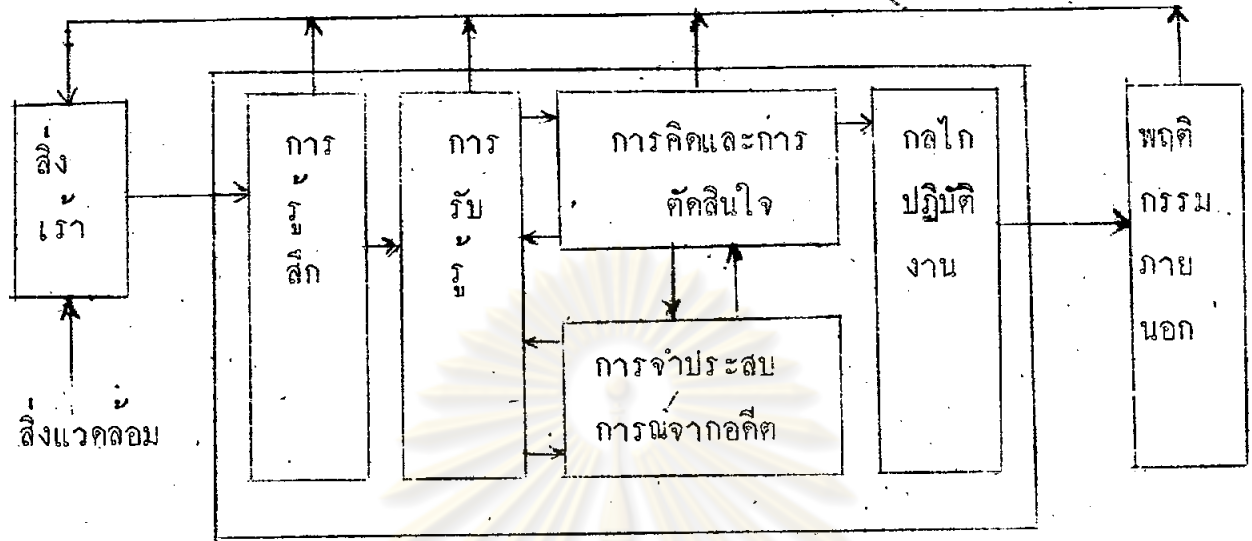 สิ่ง
เร้า
สิ่งแวดล้อม
การ
รู้
สึก
การ
รับ
รู้
การคิดและการ
ตัดสินใจ
การจำประสบ
การณ์จากอดีต
กลไก
ปฏิบัติ
งาน
พฤติ
กรรม
ภาย
นอก